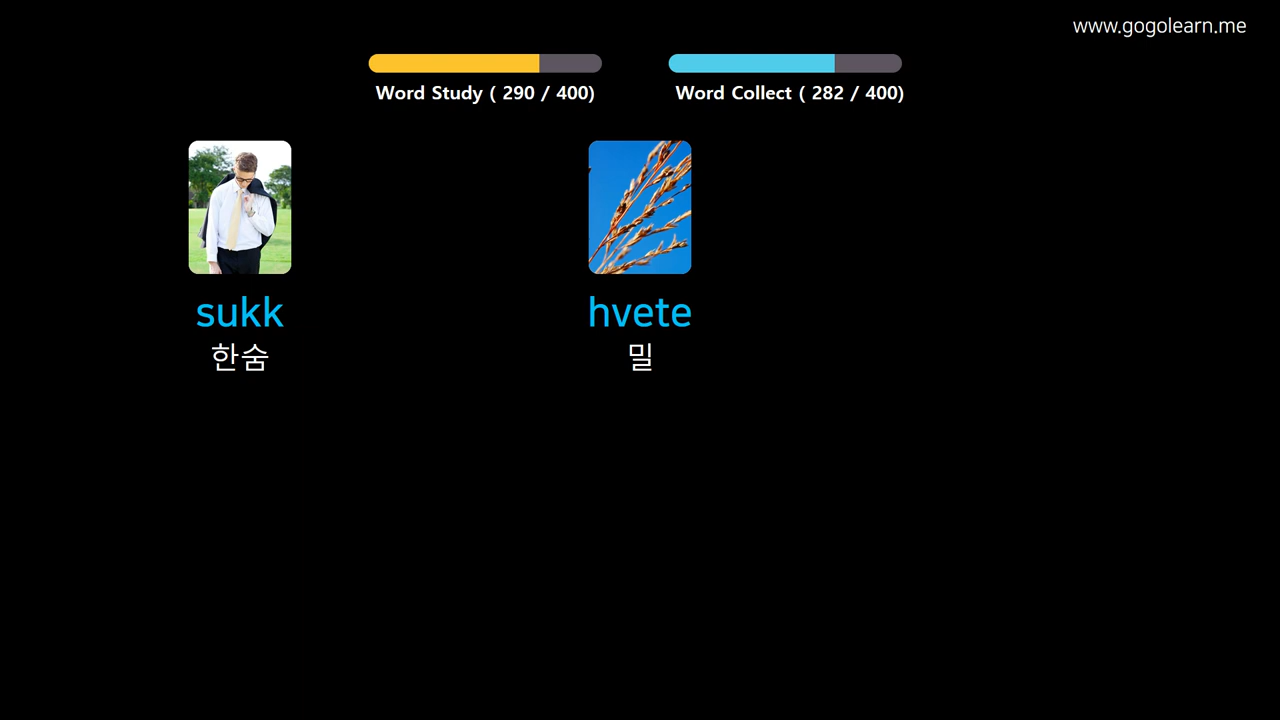 www.gogolearn.me
Word Study ( 290 / 400)
Word Collect ( 282 / 400)
sukk
한숨
hvete
밀